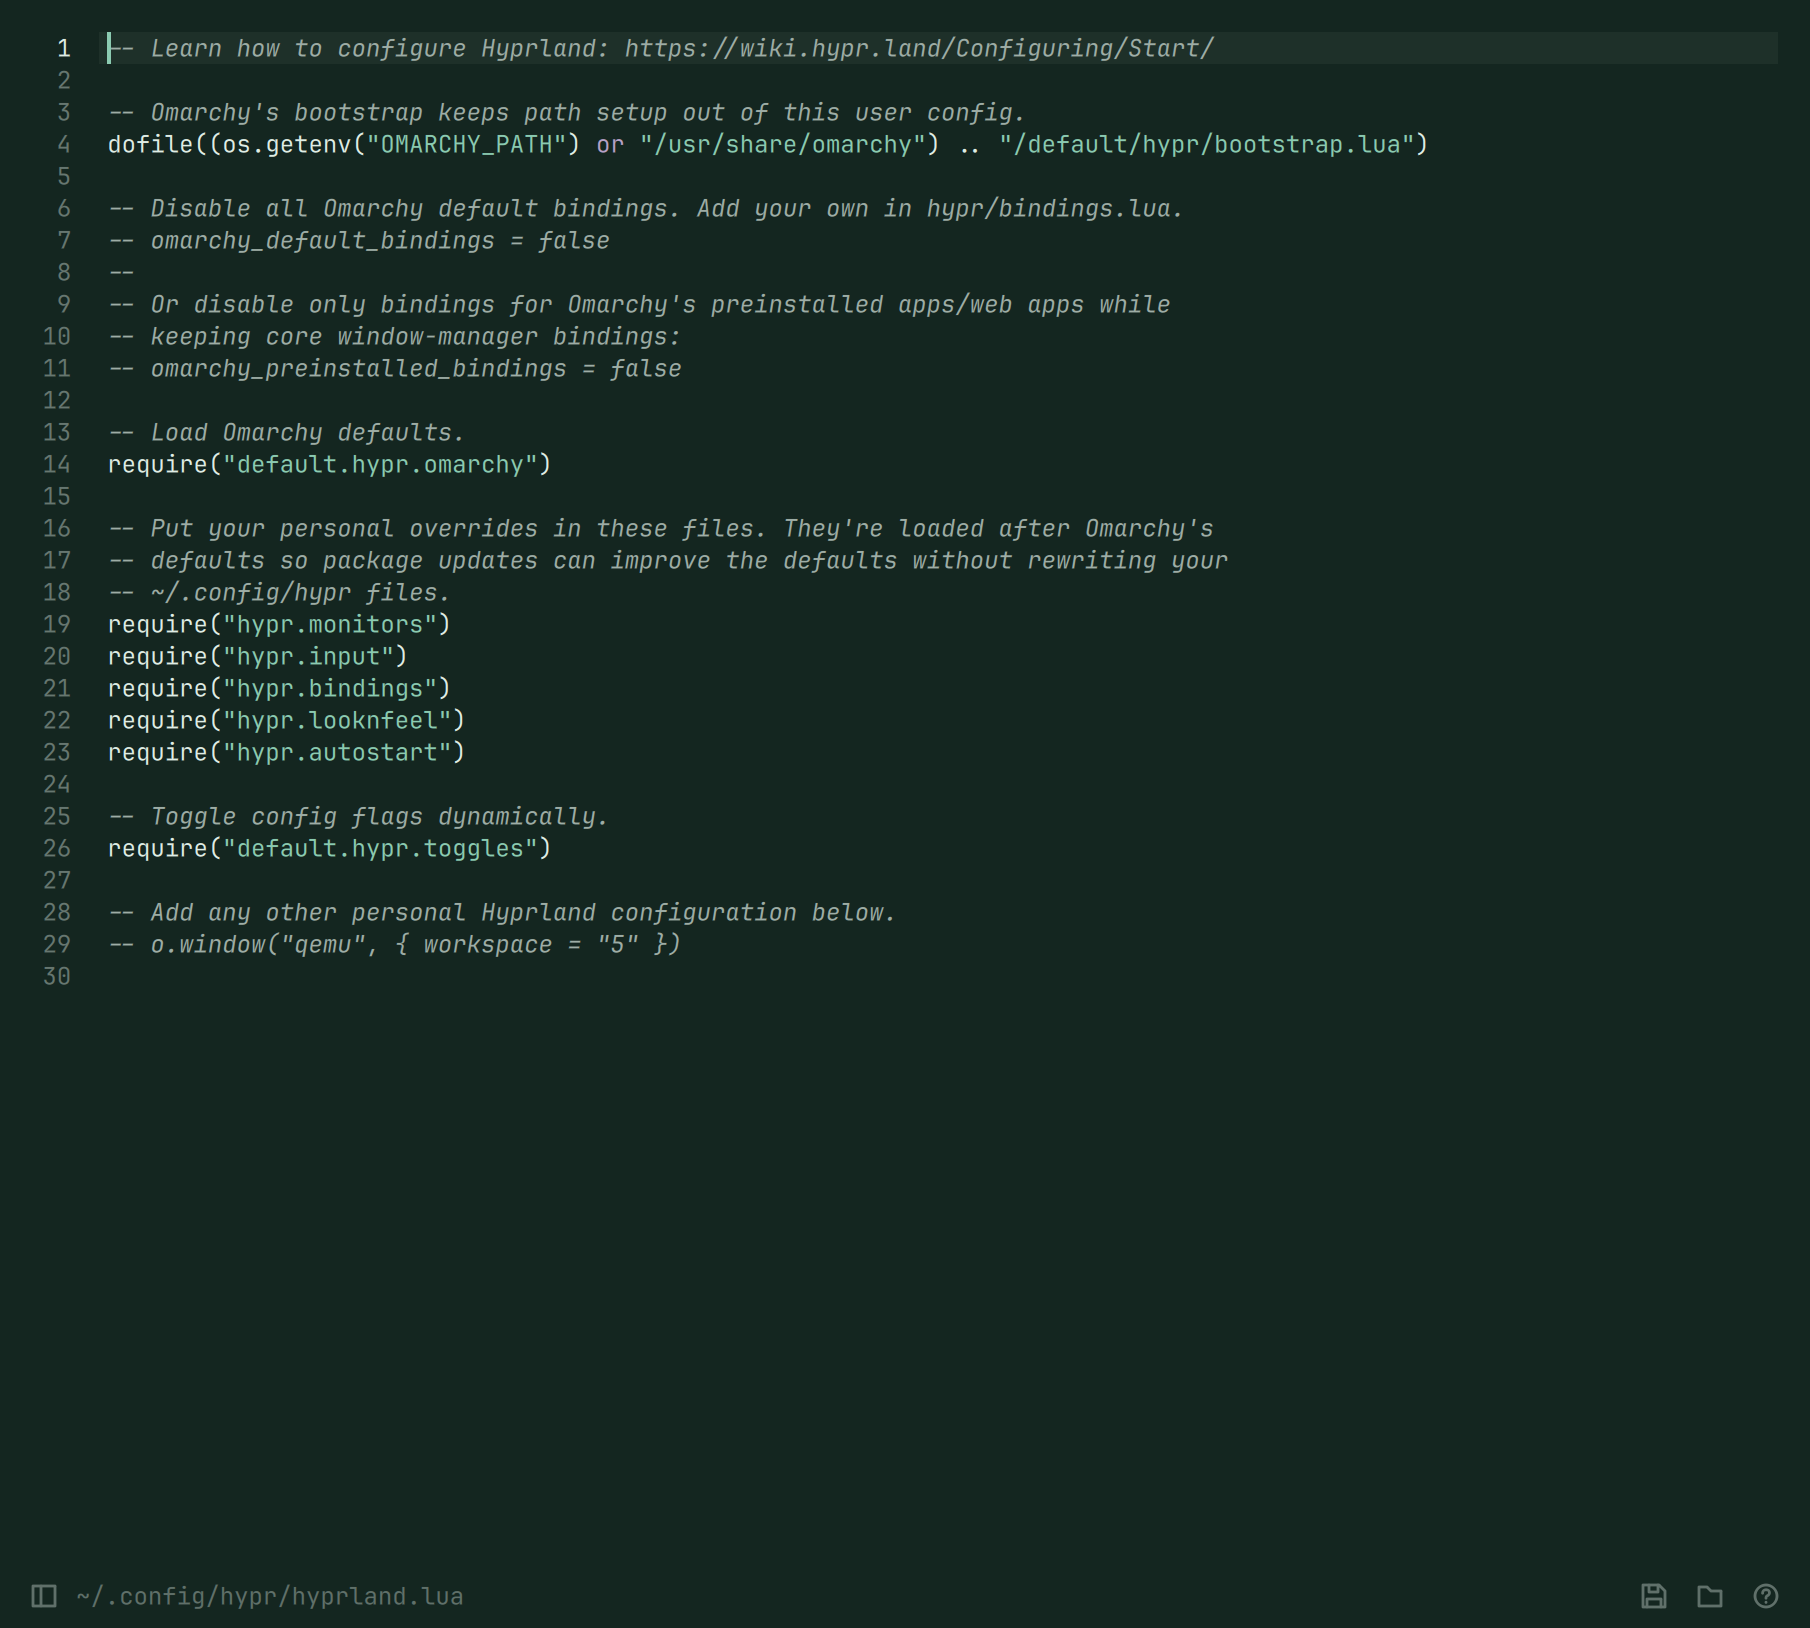 1 -- Learn how to configure Hyprland: https://wiki.hypr.land/Configuring/Start/
2
3 -- Omarchy's bootstrap keeps path setup out of this user config.
4 dofile((os.getenv("OMARCHY_PATH") or "/usr/share/omarchy") .. "/default/hypr/bootstrap.lua")
5
6 -- Disable all Omarchy default bindings. Add your own in hypr/bindings.lua.
7 -- omarchy_default_bindings = false
8 --
9 -- Or disable only bindings for Omarchy's preinstalled apps/web apps while
10 -- keeping core window-manager bindings:
11 -- omarchy_preinstalled_bindings = false
12
13 -- Load Omarchy defaults.
14 require("default.hypr.omarchy")
15
16 -- Put your personal overrides in these files. They're loaded after Omarchy's
17 -- defaults so package updates can improve the defaults without rewriting your
18 -- ~/.config/hypr files.
19 require("hypr.monitors")
20 require("hypr.input")
21 require("hypr.bindings")
22 require("hypr.looknfeel")
23 require("hypr.autostart")
24
25 -- Toggle config flags dynamically.
26 require("default.hypr.toggles")
27
28 -- Add any other personal Hyprland configuration below.
29 -- o.window("qemu", { workspace = "5" })
30
~/.config/hypr/hyprland.lua